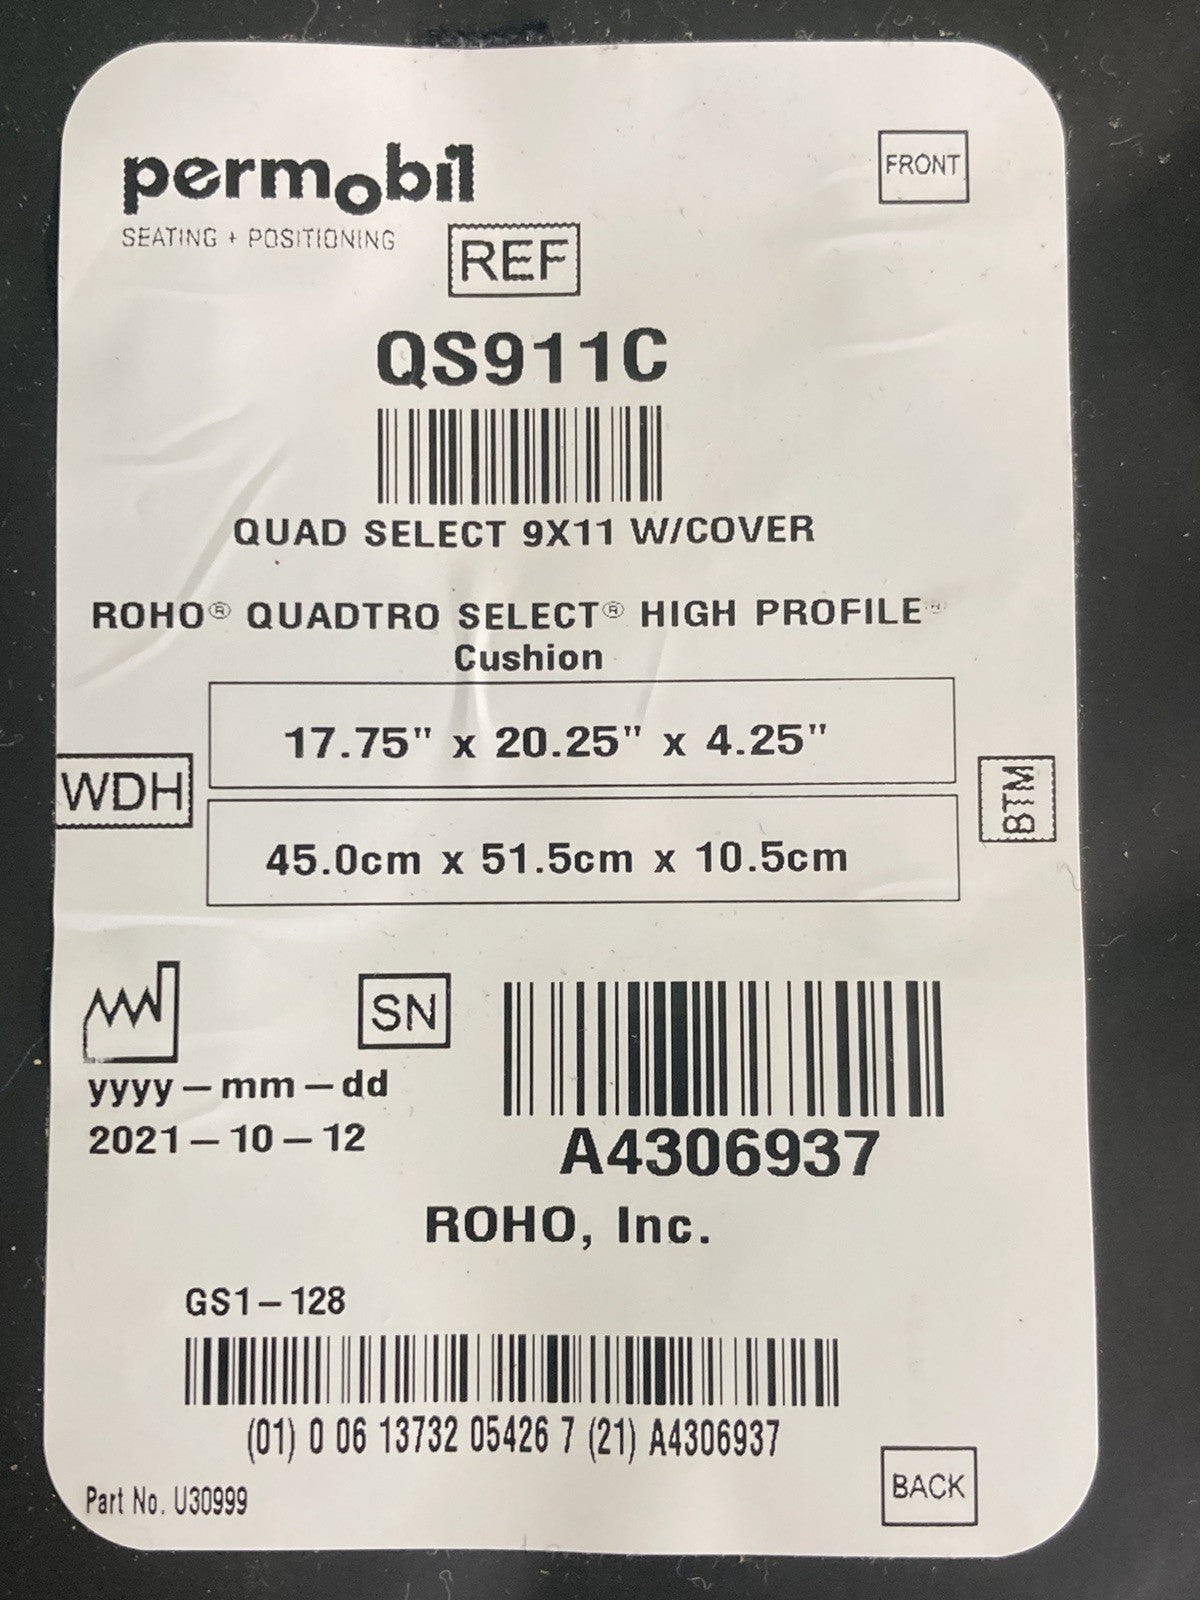 permobil
FRONT
SEATING + POSITIONING
REF
QS911C
QUAD SELECT 9X11 W/COVER
ROHO® QUADTRO SELECT® HIGH PROFILE™
Cushion
17.75" x 20.25" x 4.25"
WDH
BTM
45.0cm x 51.5cm x 10.5cm
SN
yyyy-mm-dd
2021-10-12
A4306937
ROHO, Inc.
GS1-128
(01) 0 06 13732 05426 7 (21) A4306937
Part No. U30999
BACK